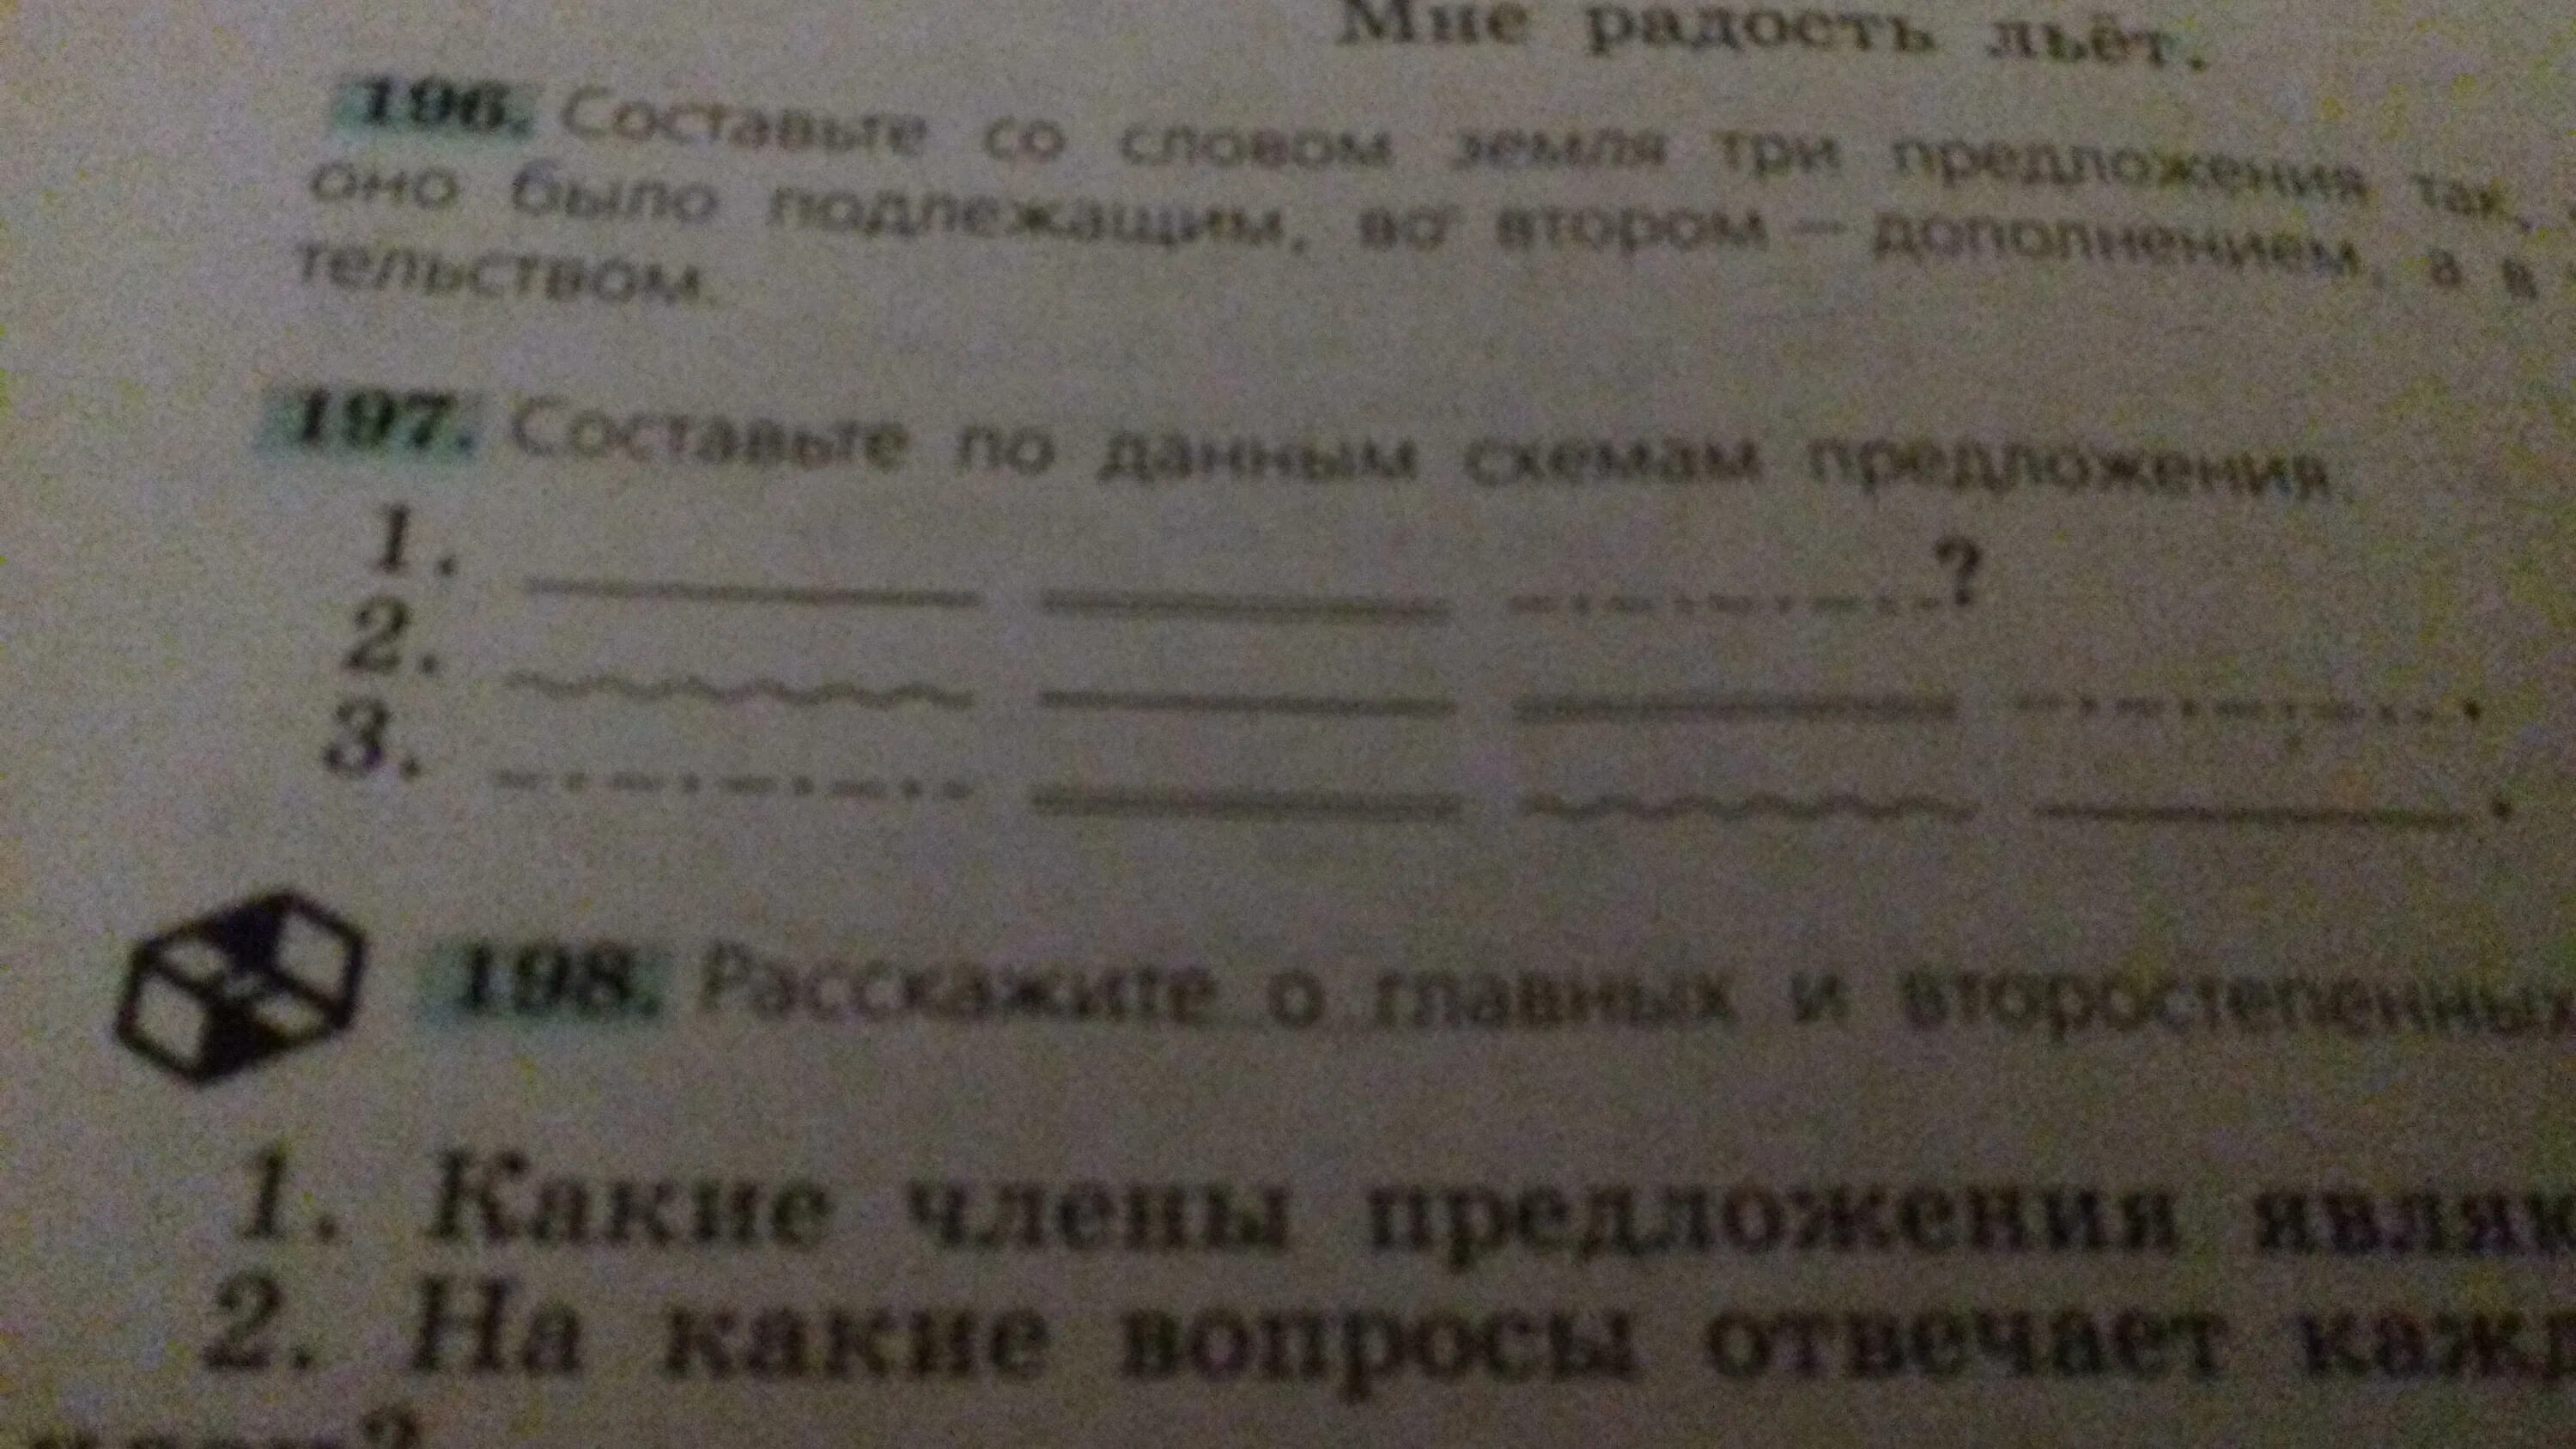 Мне радость льёт.
196. Составьте со словом земля три предложения так,
оно было подлежащим, во втором – дополнением, а в
тельством.
197. Составьте по данным схемам предложения.
1. ?
2. .
3. .
198. Расскажите о главных и второстепенных
1. Какие члены предложения являю
2. На какие вопросы отвечает кажд